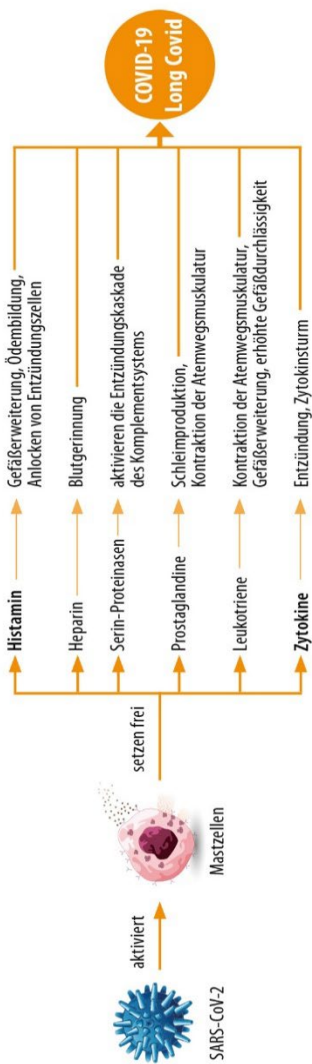 SARS-CoV-2
aktiviert
Mastzellen
setzen frei
Histamin
Gefäßerweiterung, Ödembildung,
Anlocken von Entzündungszellen
Heparin
Blutgerinnung
Serin-Proteinasen
aktivieren die Entzündungskaskade
des Komplementsystems
Prostaglandine
Schleimproduktion,
Kontraktion der Atemwegsmuskulatur
Leukotriene
Kontraktion der Atemwegsmuskulatur,
Gefäßerweiterung, erhöhte Gefäßdurchlässigkeit
Zytokine
Entzündung, Zytokinsturm
COVID-19
Long Covid